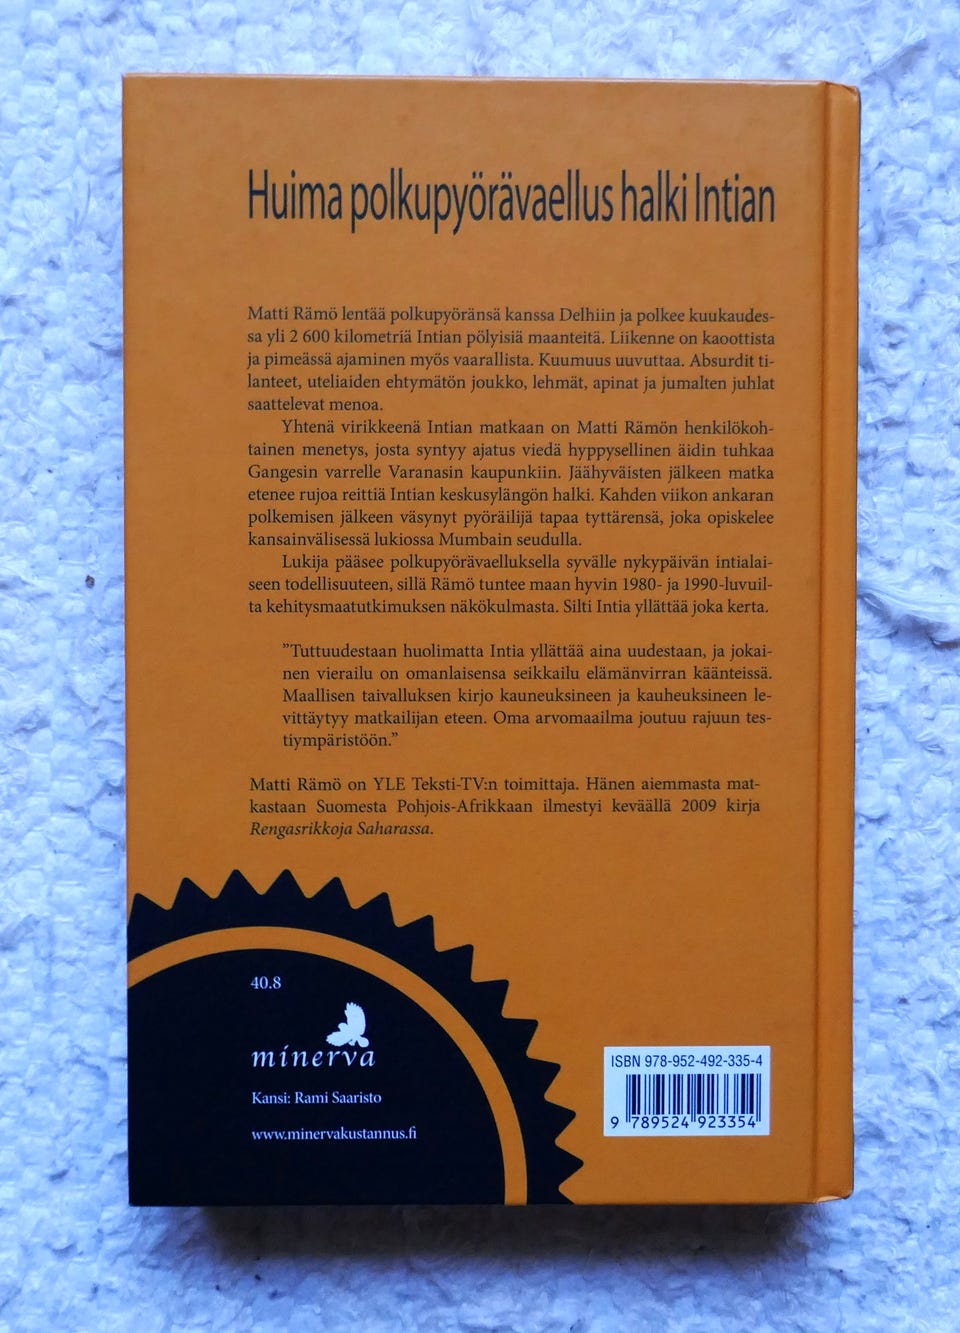 Huima polkupyörävaellus halki Intian
Matti Rämö lentää polkupyöränsä kanssa Delhiin ja polkee kuukaudes-
sa yli 2 600 kilometriä Intian pölyisiä maanteitä. Liikenne on kaoottista
ja pimeässä ajaminen myös vaarallista. Kuumuus uuvuttaa. Absurdit ti-
lanteet, uteliaiden ehtymätön joukko, lehmät, apinat ja jumalten juhlat
saattelevat menoa.
Yhtenä virikkeenä Intian matkaan on Matti Rämön henkilökoh-
tainen menetys, josta syntyy ajatus viedä hyppysellinen äidin tuhkaa
Gangesin varrelle Varanasin kaupunkiin. Jäähyväisten jälkeen matka
etenee rujoa reittiä Intian keskusylängön halki. Kahden viikon ankaran
polkemisen jälkeen väsynyt pyöräilijä tapaa tyttärensä, joka opiskelee
kansainvälisessä lukiossa Mumbain seudulla.
Lukija pääsee polkupyörävaelluksella syvälle nykypäivän intialai-
seen todellisuuteen, sillä Rämö tuntee maan hyvin 1980- ja 1990-luvuil-
ta kehitysmaatutkimuksen näkökulmasta. Silti Intia yllättää joka kerta.
”Tuttuudestaan huolimatta Intia yllättää aina uudestaan, ja jokai-
nen vierailu on omanlaisensa seikkailu elämänvirran käänteissä.
Maallisen taivalluksen kirjo kauneuksineen ja kauheuksineen le-
vittäytyy matkailijan eteen. Oma arvomaailma joutuu rajuun tes-
tiympäristöön.”
Matti Rämö on YLE Teksti-TV:n toimittaja. Hänen aiemmasta mat-
kastaan Suomesta Pohjois-Afrikkaan ilmestyi keväällä 2009 kirja
Rengasrikkoja Saharassa.
40.8
minerva
Kansi: Rami Saaristo
www.minervakustannus.fi
ISBN 978-952-492-335-4
9 789524 923354